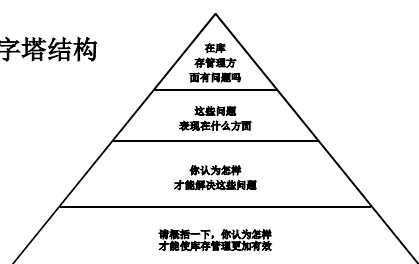 字塔结构
在库
存管理方
面有问题吗
这些问题
表现在什么方面
你认为怎样
才能解决这些问题
请概括一下，你认为怎样
才能使库存管理更加有效